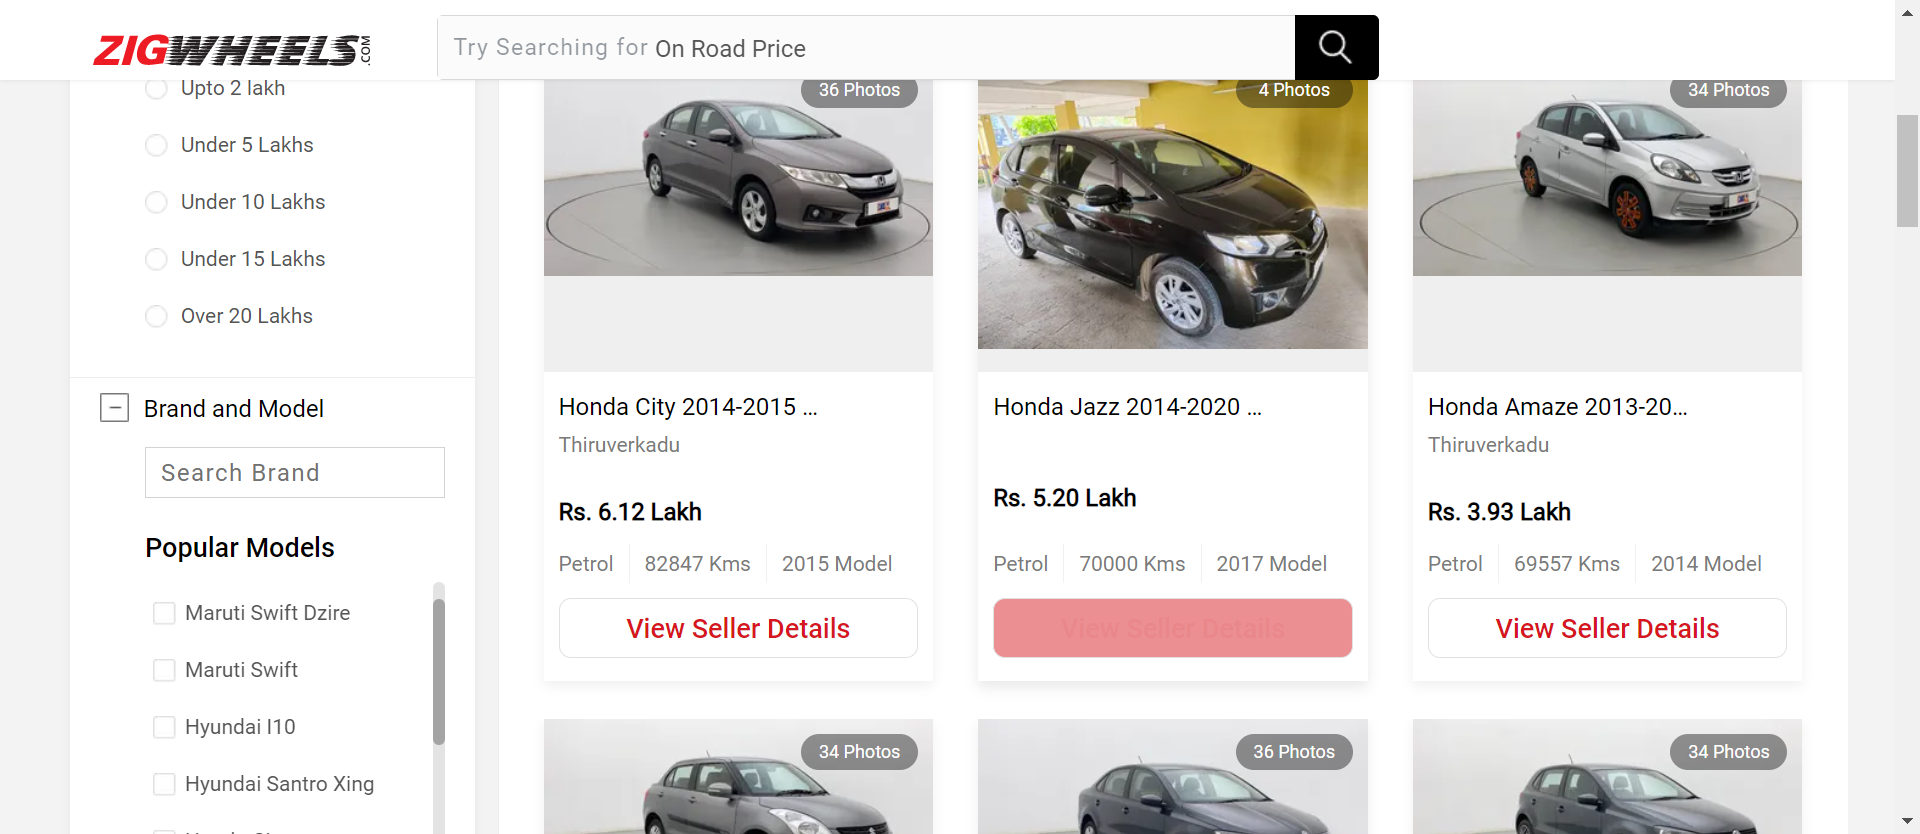 ZIGWHEELS.COM
Try Searching for On Road Price
Upto 2 lakh
Under 5 Lakhs
Under 10 Lakhs
Under 15 Lakhs
Over 20 Lakhs
Brand and Model
Search Brand
Popular Models
Maruti Swift Dzire
Maruti Swift
Hyundai I10
Hyundai Santro Xing
36 Photos
Honda City 2014-2015 ...
Thiruverkadu
Rs. 6.12 Lakh
Petrol 82847 Kms 2015 Model
View Seller Details
4 Photos
Honda Jazz 2014-2020 ...
Rs. 5.20 Lakh
Petrol 70000 Kms 2017 Model
View Seller Details
34 Photos
Honda Amaze 2013-20...
Thiruverkadu
Rs. 3.93 Lakh
Petrol 69557 Kms 2014 Model
View Seller Details
34 Photos
36 Photos
34 Photos